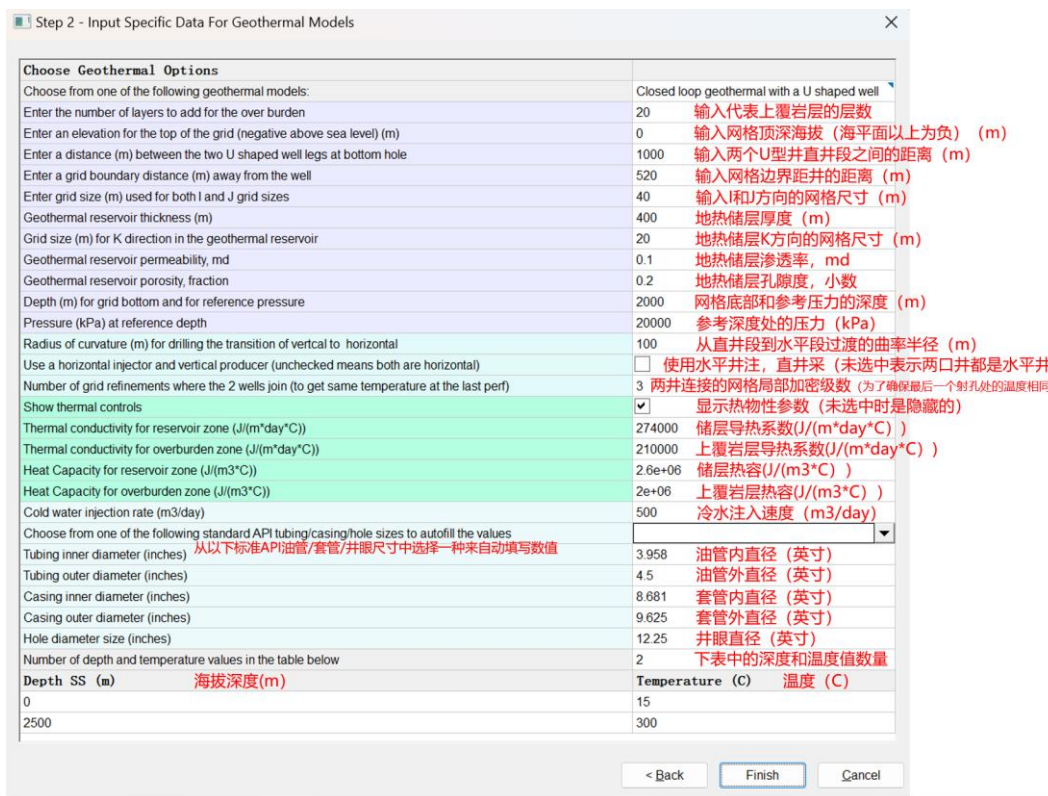 Step 2 - Input Specific Data For Geothermal Models
Choose Geothermal Options
Choose from one of the following geothermal models: Closed loop geothermal with a U shaped well
Enter the number of layers to add for the over burden 20 输入代表上覆岩层的层数
Enter an elevation for the top of the grid (negative above sea level) (m) 0 输入网格顶深海拔（海平面以上为负）（m）
Enter a distance (m) between the two U shaped well legs at bottom hole 1000 输入两个U型井直井段之间的距离（m）
Enter a grid boundary distance (m) away from the well 520 输入网格边界距井的距离（m）
Enter grid size (m) used for both I and J grid sizes 40 输入I和J方向的网格尺寸（m）
Geothermal reservoir thickness (m) 400 地热储层厚度（m）
Grid size (m) for K direction in the geothermal reservoir 20 地热储层K方向的网格尺寸（m）
Geothermal reservoir permeability, md 0.1 地热储层渗透率，md
Geothermal reservoir porosity, fraction 0.2 地热储层孔隙度，小数
Depth (m) for grid bottom and for reference pressure 2000 网格底部和参考压力的深度（m）
Pressure (kPa) at reference depth 20000 参考深度处的压力（kPa）
Radius of curvature (m) for drilling the transition of vertcal to horizontal 100 从直井段到水平段过渡的曲率半径（m）
Use a horizontal injector and vertical producer (unchecked means both are horizontal) 使用水平井注，直井采（未选中表示两口井都是水平井
Number of grid refinements where the 2 wells join (to get same temperature at the last perf) 3 两井连接的网格局部加密级数（为了确保最后一个射孔处的温度相同
Show thermal controls 显示热物性参数（未选中时是隐藏的）
Thermal conductivity for reservoir zone (J/(m*day*C)) 274000 储层导热系数(J/(m*day*C）)
Thermal conductivity for overburden zone (J/(m*day*C)) 210000 上覆岩层导热系数(J/(m*day*C）)
Heat Capacity for reservoir zone (J/(m3*C)) 2.6e+06 储层热容(J/(m3*C）)
Heat Capacity for overburden zone (J/(m3*C)) 2e+06 上覆岩层热容(J/(m3*C）)
Cold water injection rate (m3/day) 500 冷水注入速度（m3/day）
Choose from one of the following standard API tubing/casing/hole sizes to autofill the values
从以下标准API油管/套管/井眼尺寸中选择一种来自动填写数值
Tubing inner diameter (inches) 3.958 油管内直径（英寸）
Tubing outer diameter (inches) 4.5 油管外直径（英寸）
Casing inner diameter (inches) 8.681 套管内直径（英寸）
Casing outer diameter (inches) 9.625 套管外直径（英寸）
Hole diameter size (inches) 12.25 井眼直径（英寸）
Number of depth and temperature values in the table below 2 下表中的深度和温度值数量
Depth SS (m) 海拔深度(m） Temperature (C) 温度（C）
0 15
2500 300
< Back Finish Cancel